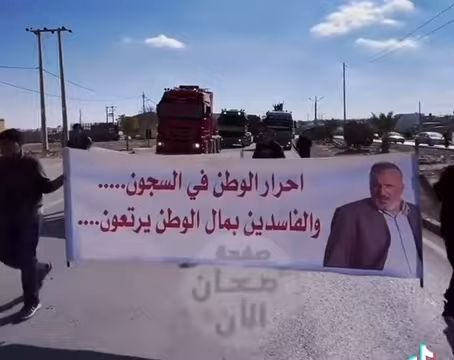 احرار الوطن في السجون.....
والفاسدين بمال الوطن يرتعون....
صفحة
معان
الآن